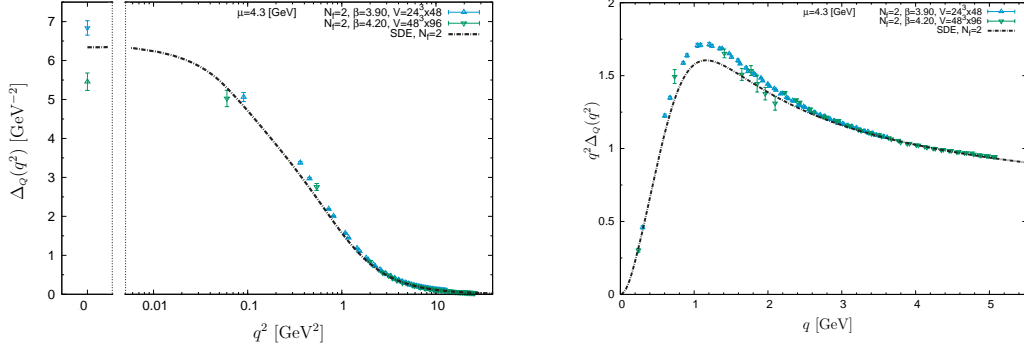 μ=4.3 [GeV]
N_f=2, β=3.90, V=24^3x48
N_f=2, β=4.20, V=48^3x96
SDE, N_f=2
7
6
5
4
3
2
1
0
Δ_Q(q^2) [GeV^{-2}]
0 0.01 0.1 1 10
q^2 [GeV^2]
μ=4.3 [GeV]
N_f=2, β=3.90, V=24^3x48
N_f=2, β=4.20, V=48^3x96
SDE, N_f=2
2
1.5
1
0.5
0
q^2Δ_Q(q^2)
0 1 2 3 4 5
q [GeV]